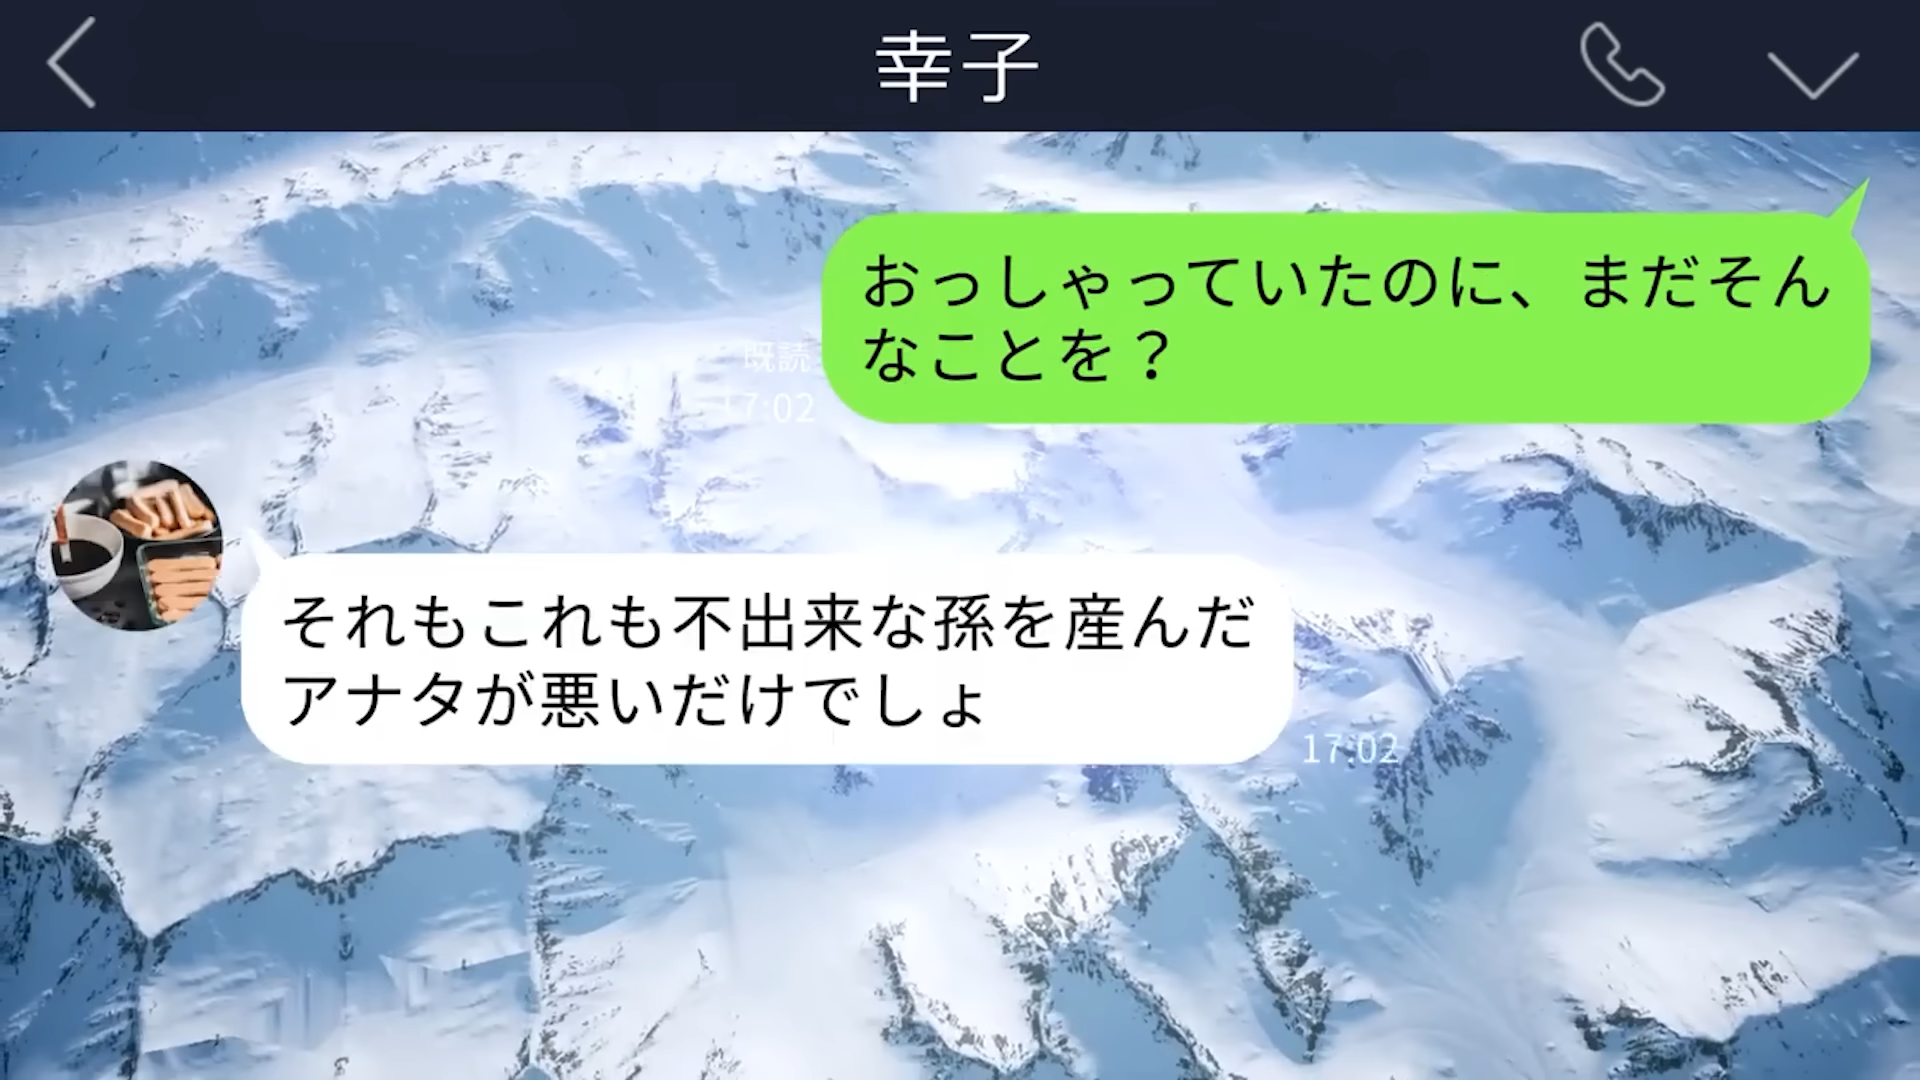 幸子
おっしゃっていたのに、まだそん
なことを？
既読
17:02
それもこれも不出来な孫を産んだ
アナタが悪いだけでしょ
17:02